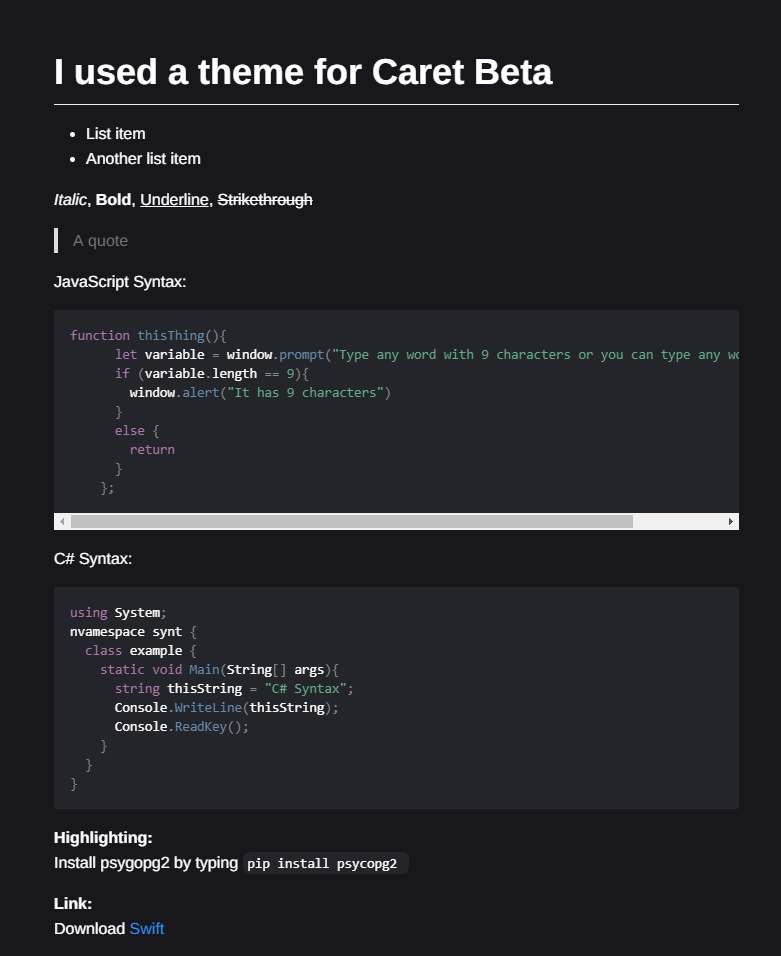 I used a theme for Caret Beta
List item
Another list item
Italic, Bold, Underline, Strikethrough
A quote
JavaScript Syntax:
function thisThing(){
let variable = window.prompt("Type any word with 9 characters or you can type any
if (variable.length == 9){
window.alert("It has 9 characters")
}
else {
return
}
};
C# Syntax:
using System;
nvamespace synt {
class example {
static void Main(String[] args){
string thisString = "C# Syntax";
Console.WriteLine(thisString);
Console.ReadKey();
}
}
}
Highlighting:
Install psygopg2 by typing pip install psycopg2
Link:
Download Swift